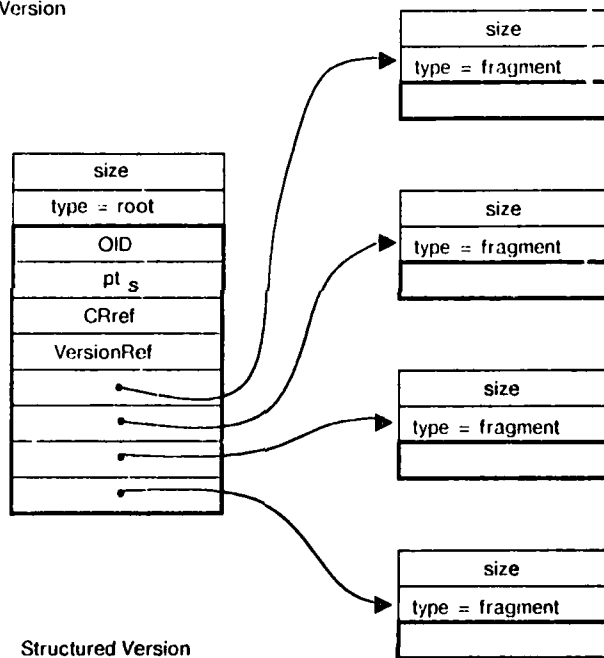 Version
size
type = fragment
size
type = root
OID
pt s
CRref
VersionRef
size
type = fragment
size
type = fragment
size
type = fragment
Structured Version